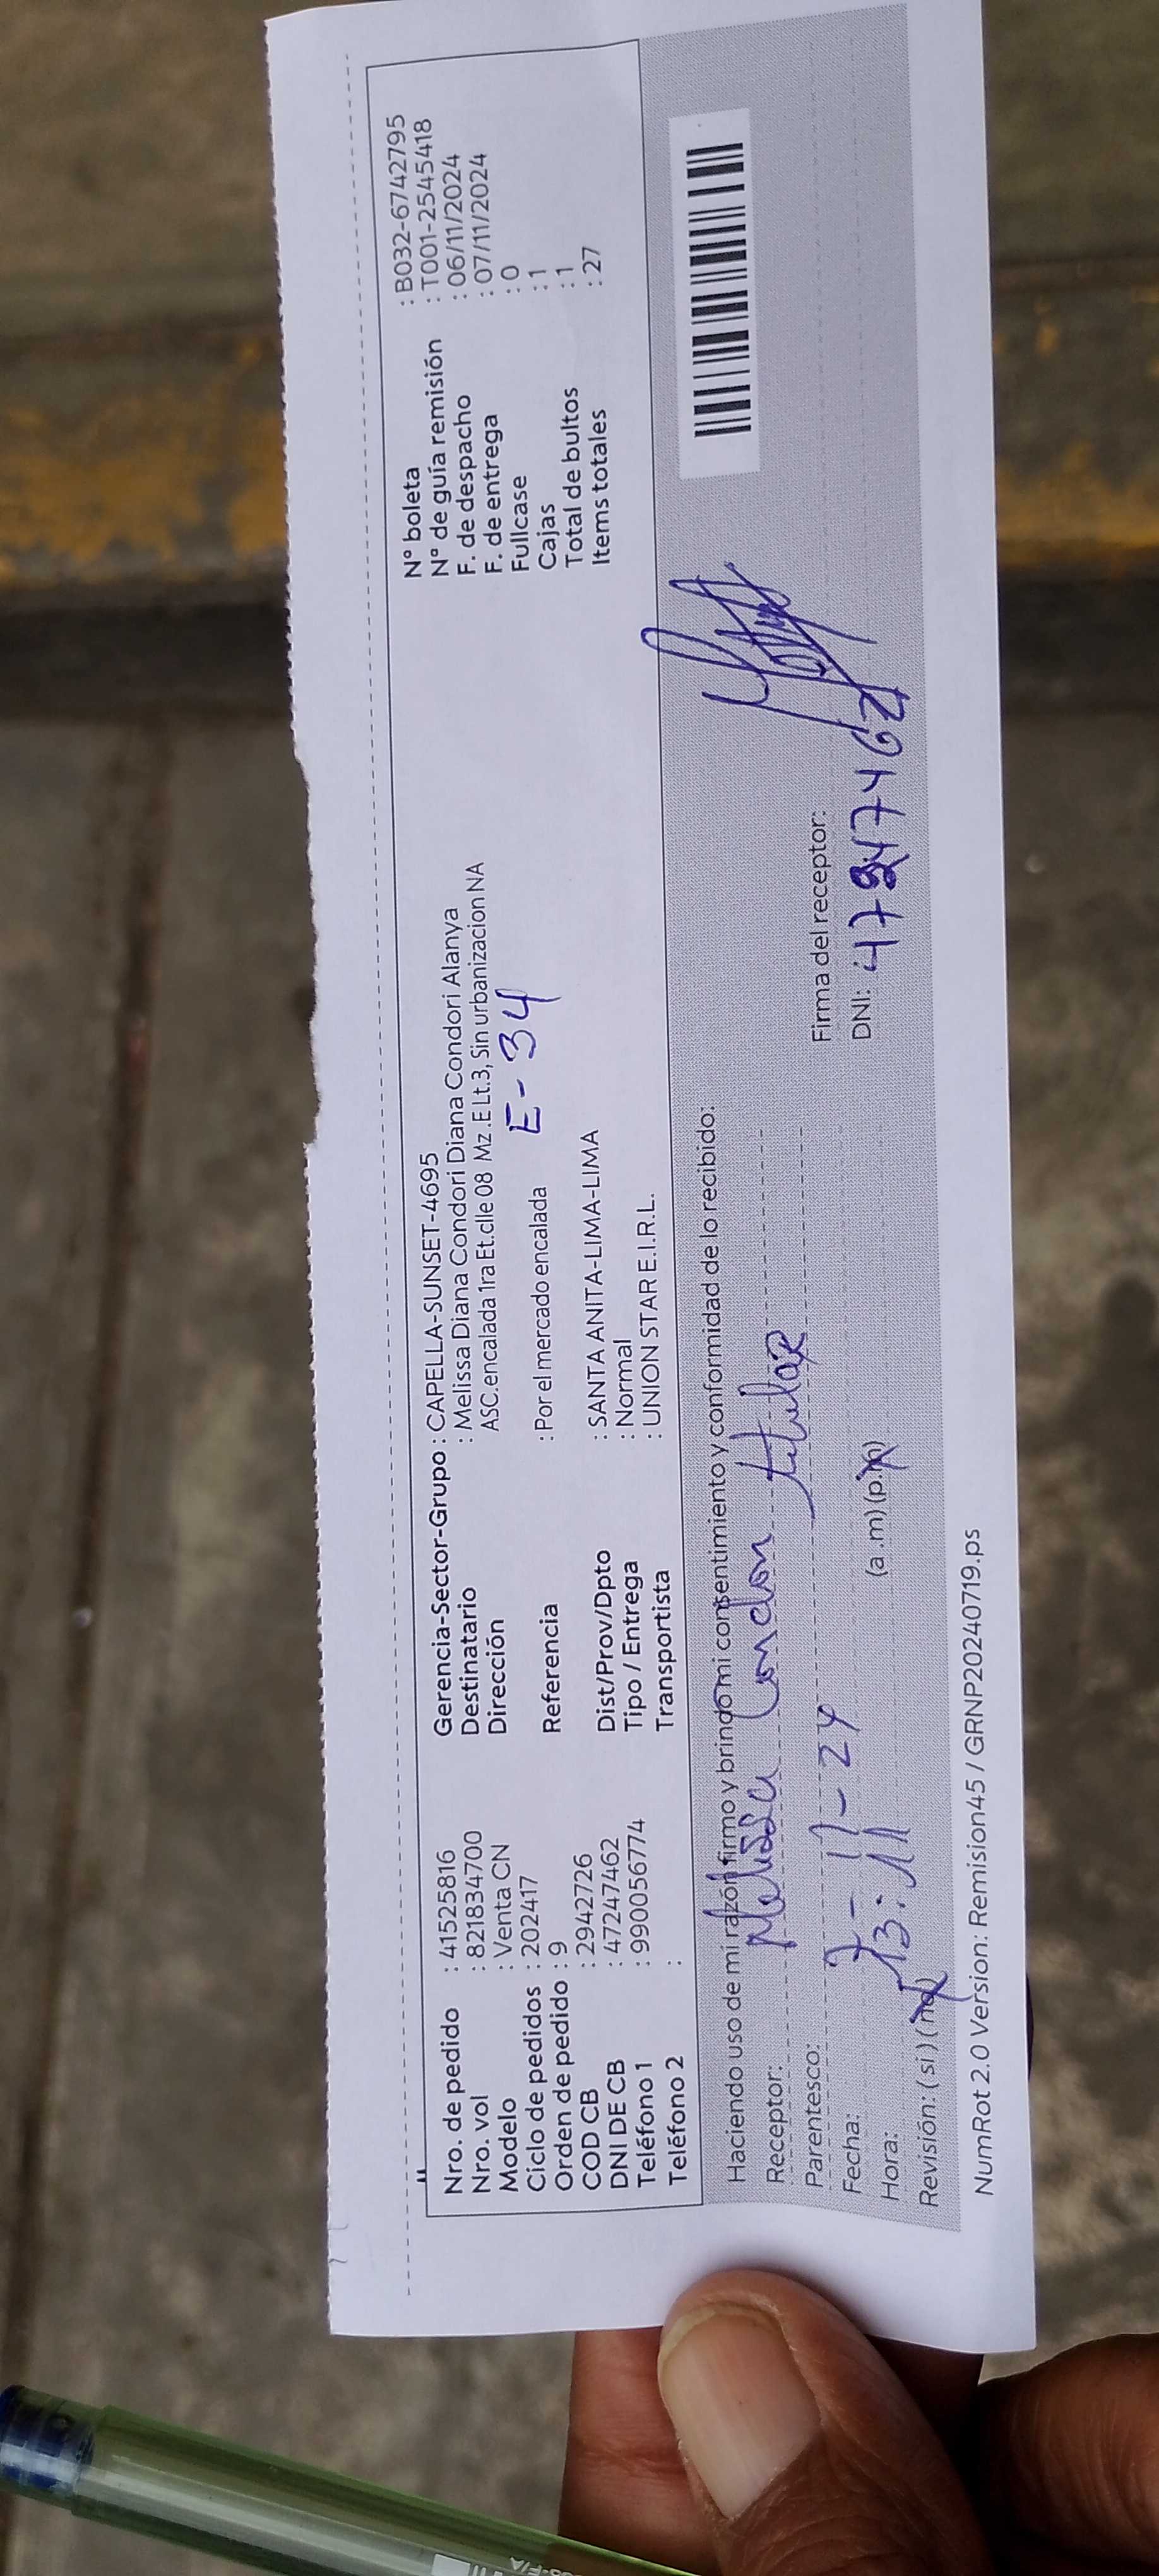 Nro. de pedido : 41525816
Nro. vol : 821834700
Modelo : Venta CN
Ciclo de pedidos : 202417
Orden de pedido : 9
COD CB : 2942726
DNI DE CB : 47247462
Teléfono 1 : 990056774
Teléfono 2 :
Gerencia-Sector-Grupo : CAPELLA-SUNSET-4695
Destinatario : Melissa Diana Condori Diana Condori Alanya
Dirección ASC.encalada 1ra Et.clle 08 Mz.E Lt.3, Sin urbanizacion NA
E-34
Referencia : Por el mercado encalada
Dist/Prov/Dpto : SANTA ANITA-LIMA-LIMA
Tipo / Entrega : Normal
Transportista : UNION STAR E.I.R.L.
N° boleta : B032-6742795
N° de guía remisión : T001-2545418
F. de despacho : 06/11/2024
F. de entrega : 07/11/2024
Fullcase : 0
Cajas : 1
Total de bultos : 1
Items totales : 27
Haciendo uso de mi razón firmo y brindo mi consentimiento y conformidad de lo recibido:
Receptor: Melissa Condori titular
Parentesco:
Fecha: 7-11-24
Hora: 13:11 (a.m) (p.m)
Revisión: (si) (no)
Firma del receptor:
DNI: 47247462
NumRot 2.0 Version: Remision45 / GRNP20240719.ps